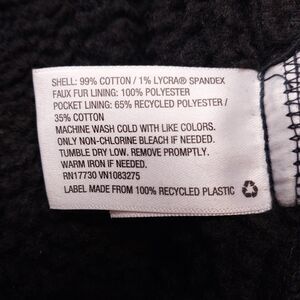 SHELL: 99% COTTON / 1% LYCRA® SPANDEX
FAUX FUR LINING: 100% POLYESTER
POCKET LINING: 65% RECYCLED POLYESTER /
35% COTTON
MACHINE WASH COLD WITH LIKE COLORS.
ONLY NON-CHLORINE BLEACH IF NEEDED.
TUMBLE DRY LOW. REMOVE PROMPTLY.
WARM IRON IF NEEDED.
RN17730 VN1083275
LABEL MADE FROM 100% RECYCLED PLASTIC